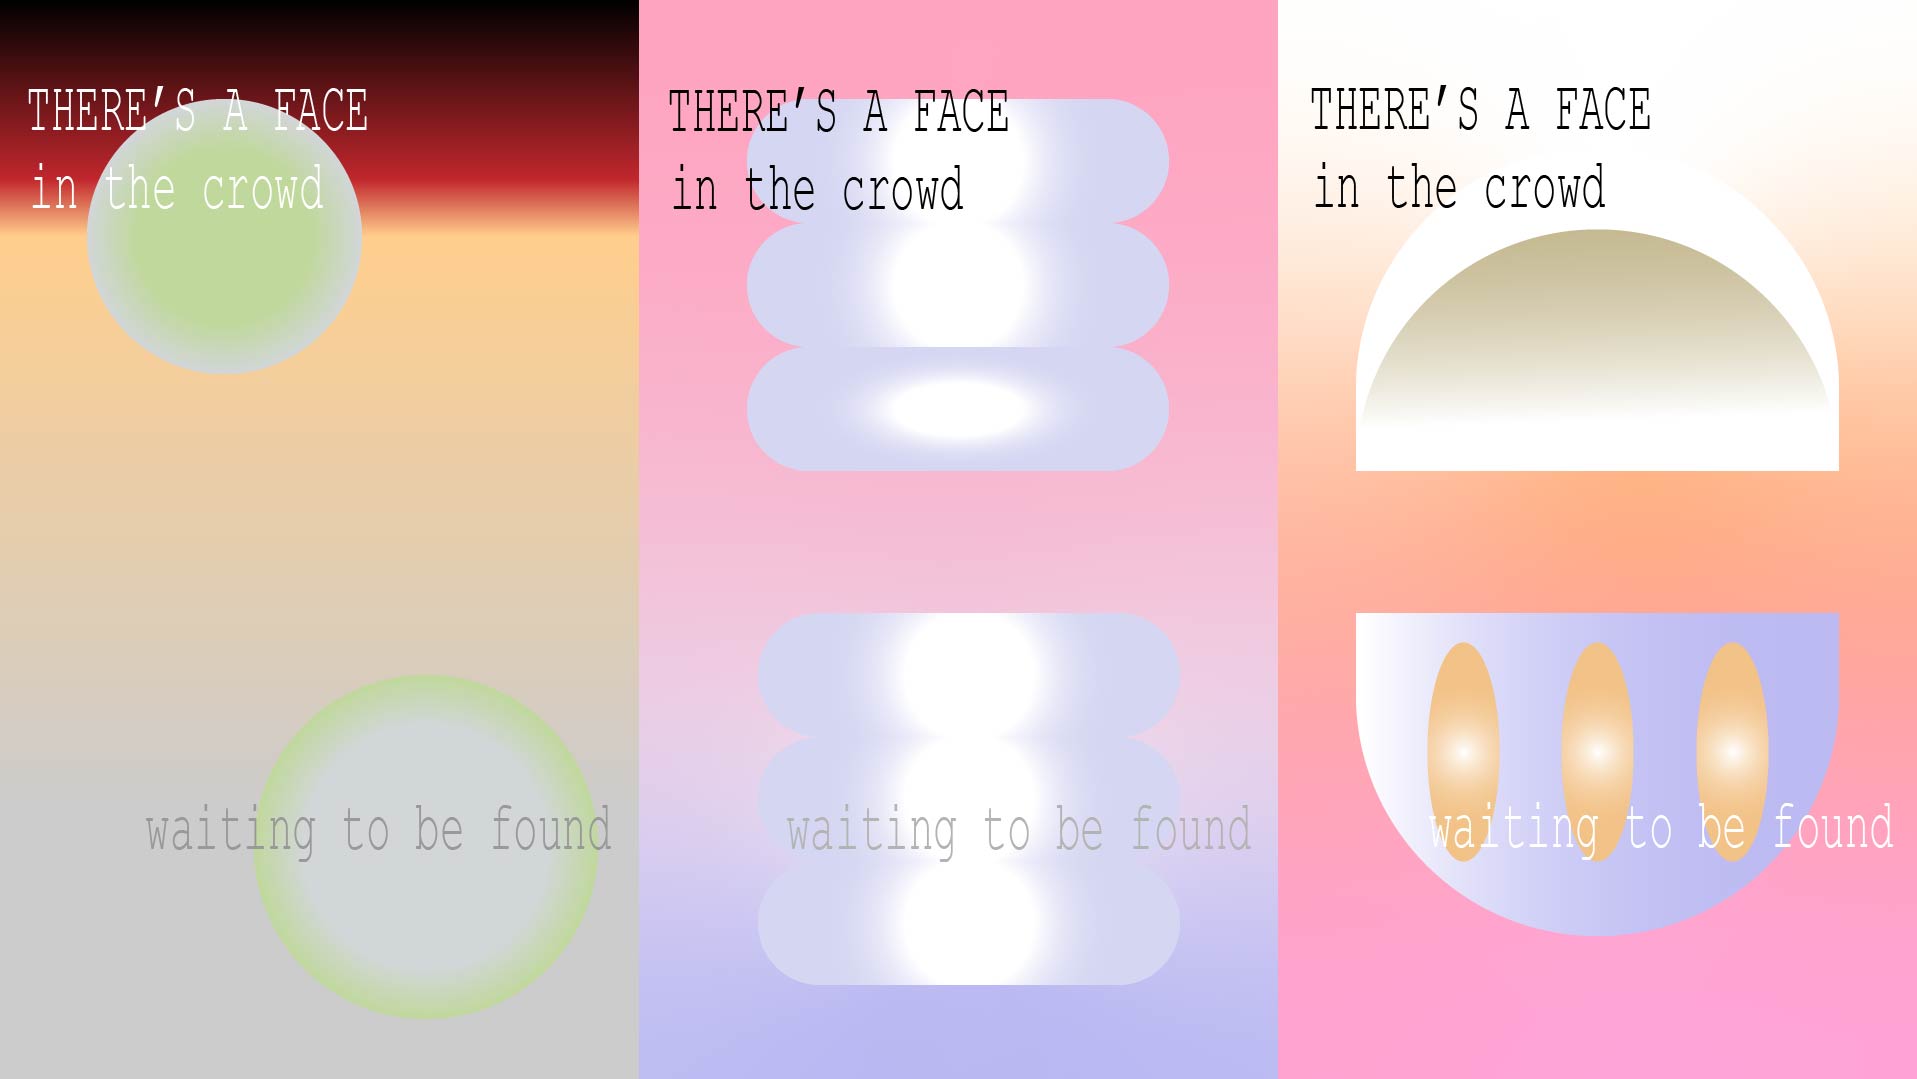 THERE'S A FACE
in the crowd
waiting to be found
THERE'S A FACE
in the crowd
waiting to be found
THERE'S A FACE
in the crowd
waiting to be found